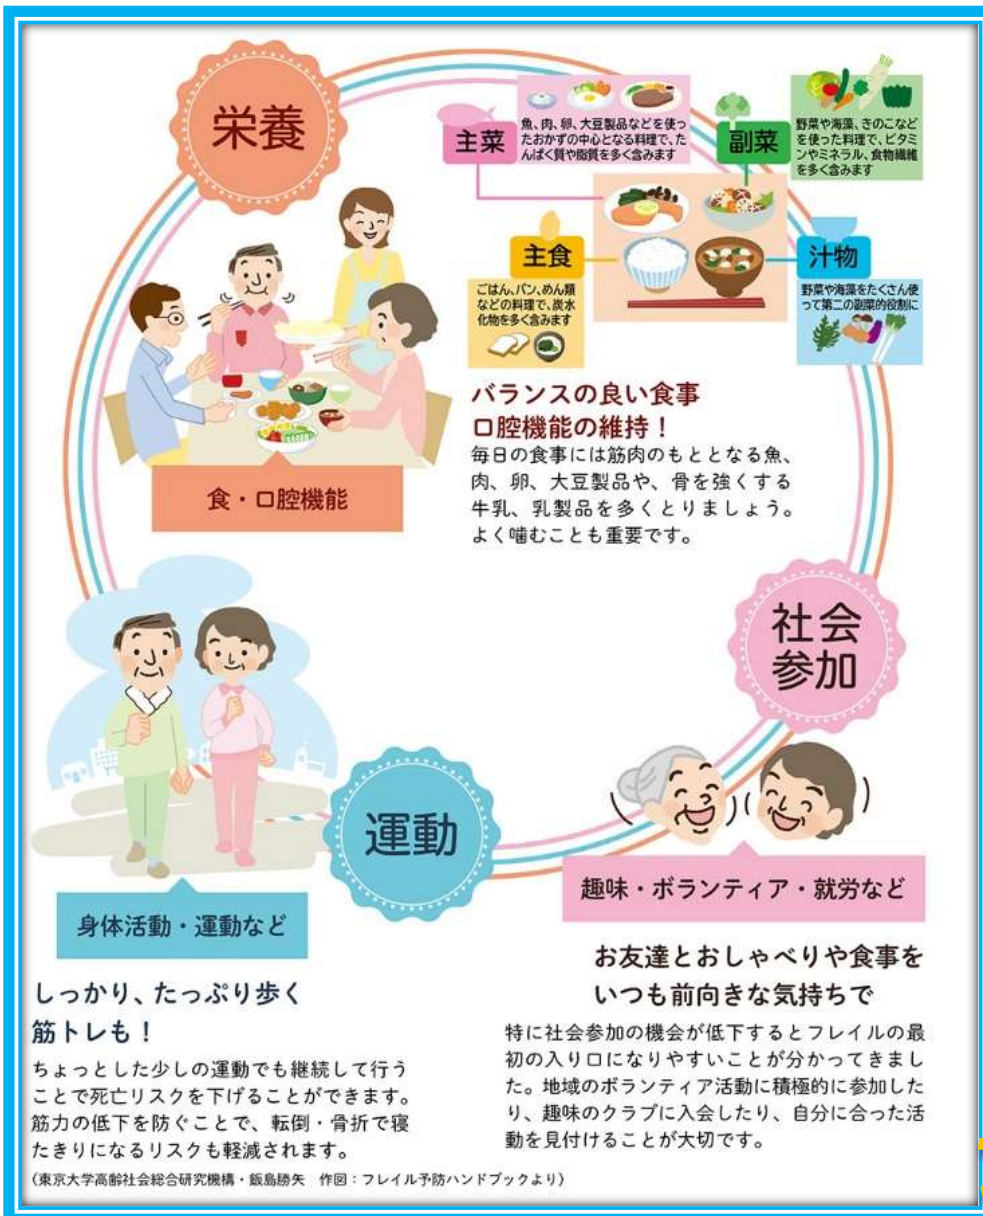 栄養
主菜
魚、肉、卵、大豆製品などを使っ
たおかずの中心となる料理で、た
んぱく質や脂質を多く含みます
副菜
野菜や海藻、きのこなど
を使った料理で、ビタミ
ンやミネラル、食物繊維
を多く含みます
主食
ごはん、パン、めん類
などの料理で、炭水
化物を多く含みます
汁物
野菜や海藻をたくさん使
って第二の副菜的役割に
バランスの良い食事
口腔機能の維持！
毎日の食事には筋肉のもととなる魚、
肉、卵、大豆製品や、骨を強くする
牛乳、乳製品を多くとりましょう。
よく噛むことも重要です。
食・口腔機能
社会
参加
運動
趣味・ボランティア・就労など
お友達とおしゃべりや食事を
いつも前向きな気持ちで
特に社会参加の機会が低下するとフレイルの最
初の入り口になりやすいことが分かってきまし
た。地域のボランティア活動に積極的に参加した
り、趣味のクラブに入会したり、自分に合った活
動を見付けることが大切です。
身体活動・運動など
しっかり、たっぷり歩く
筋トレも！
ちょっとした少しの運動でも継続して行う
ことで死亡リスクを下げることができます。
筋力の低下を防ぐことで、転倒・骨折で寝
たきりになるリスクも軽減されます。
（東京大学高齢社会総合研究機構・飯島勝矢　作図：フレイル予防ハンドブックより）